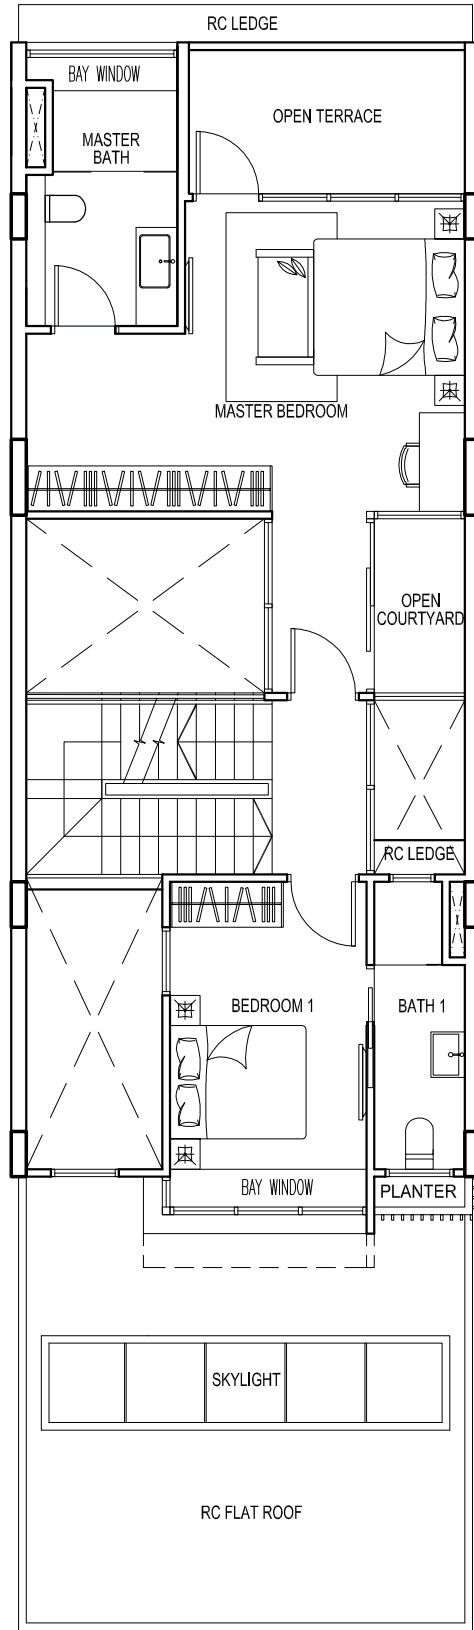 RC LEDGE
BAY WINDOW
OPEN TERRACE
MASTER
BATH
MASTER BEDROOM
OPEN
COURTYARD
RC LEDGE
BEDROOM 1
BATH 1
BAY WINDOW
PLANTER
SKYLIGHT
RC FLAT ROOF